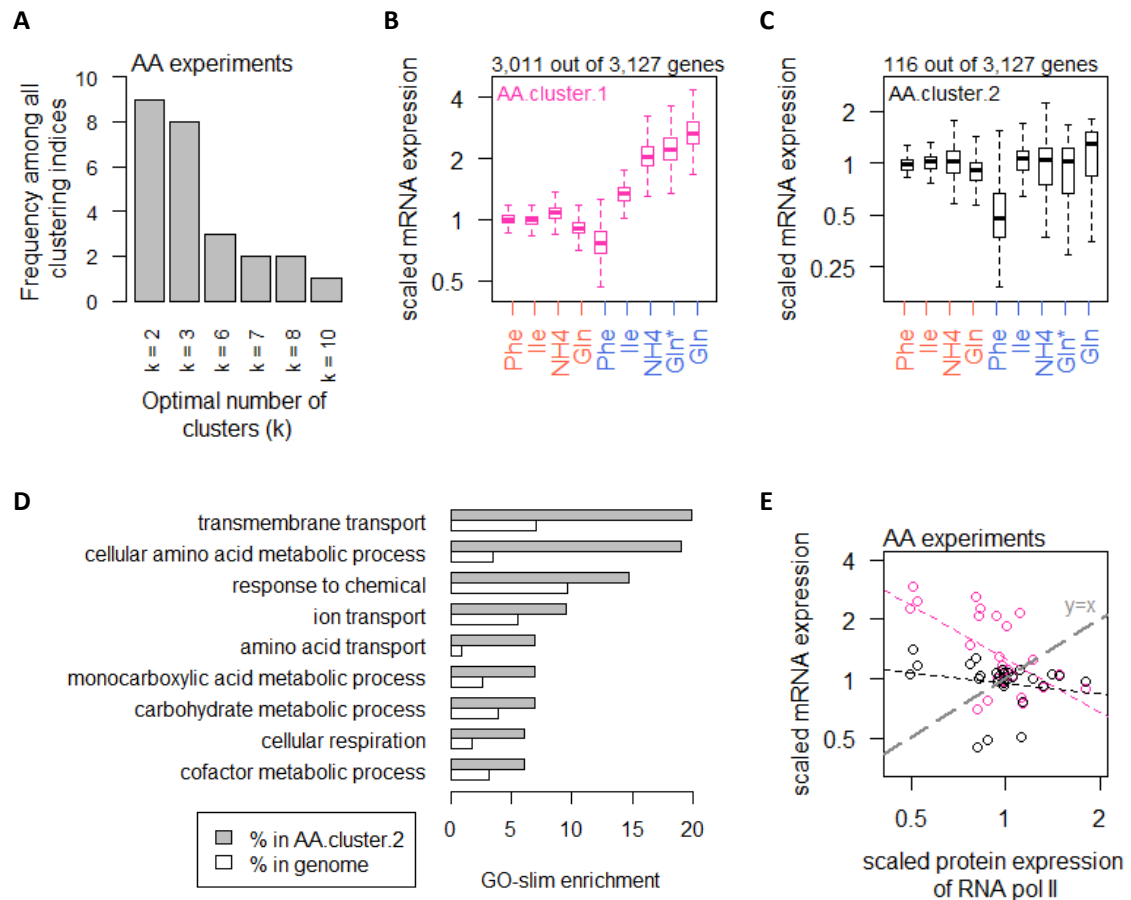 A
AA experiments
Frequency among all
clustering indices
10
8
6
4
2
0
k = 2
k = 3
k = 6
k = 7
k = 8
k = 10
Optimal number of
clusters (k)
B
3,011 out of 3,127 genes
AA.cluster.1
scaled mRNA expression
4
2
1
0.5
Phe
Ile
NH4
Gln
Phe
Ile
NH4
Gln*
Gln
C
116 out of 3,127 genes
AA.cluster.2
scaled mRNA expression
2
1
0.5
0.25
Phe
Ile
NH4
Gln
Phe
Ile
NH4
Gln*
Gln
D
transmembrane transport
cellular amino acid metabolic process
response to chemical
ion transport
amino acid transport
monocarboxylic acid metabolic process
carbohydrate metabolic process
cellular respiration
cofactor metabolic process
0 5 10 15 20
GO-slim enrichment
% in AA.cluster.2
% in genome
E
AA experiments
scaled mRNA expression
4
2
1
0.5
y=x
0.5 1 2
scaled protein expression
of RNA pol II